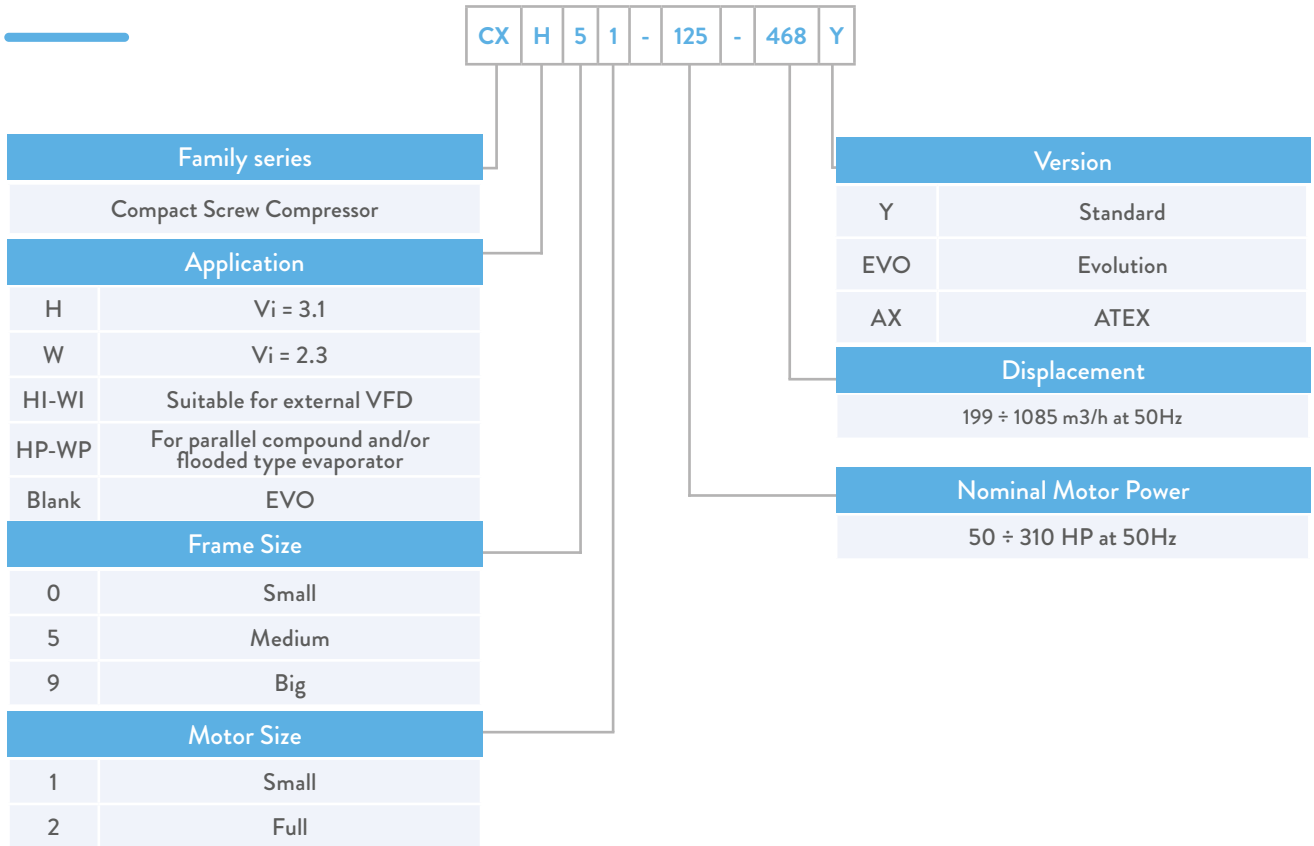 CX H 5 1 - 125 - 468 Y
Family series
Compact Screw Compressor
Application
H Vi = 3.1
W Vi = 2.3
HI-WI Suitable for external VFD
HP-WP For parallel compound and/or
flooded type evaporator
Blank EVO
Frame Size
0 Small
5 Medium
9 Big
Motor Size
1 Small
2 Full
Version
Y Standard
EVO Evolution
AX ATEX
Displacement
199 ÷ 1085 m3/h at 50Hz
Nominal Motor Power
50 ÷ 310 HP at 50Hz